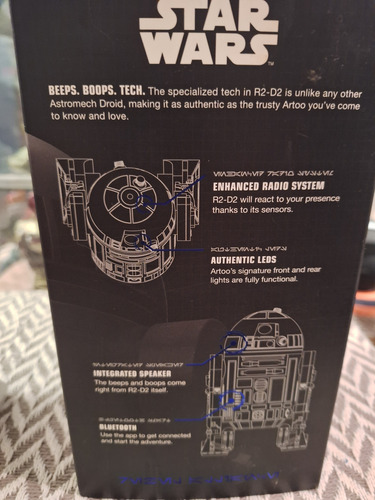 STAR
WARS™
BEEPS. BOOPS. TECH. The specialized tech in R2-D2 is unlike any other
Astromech Droid, making it as authentic as the trusty Artoo you've come
to know and love.
ENHANCED RADIO SYSTEM
R2-D2 will react to your presence
thanks to its sensors.
AUTHENTIC LEDS
Artoo's signature front and rear
lights are fully functional.
INTEGRATED SPEAKER
The beeps and boops come
right from R2-D2 itself.
BLUETOOTH
Use the app to get connected
and start the adventure.